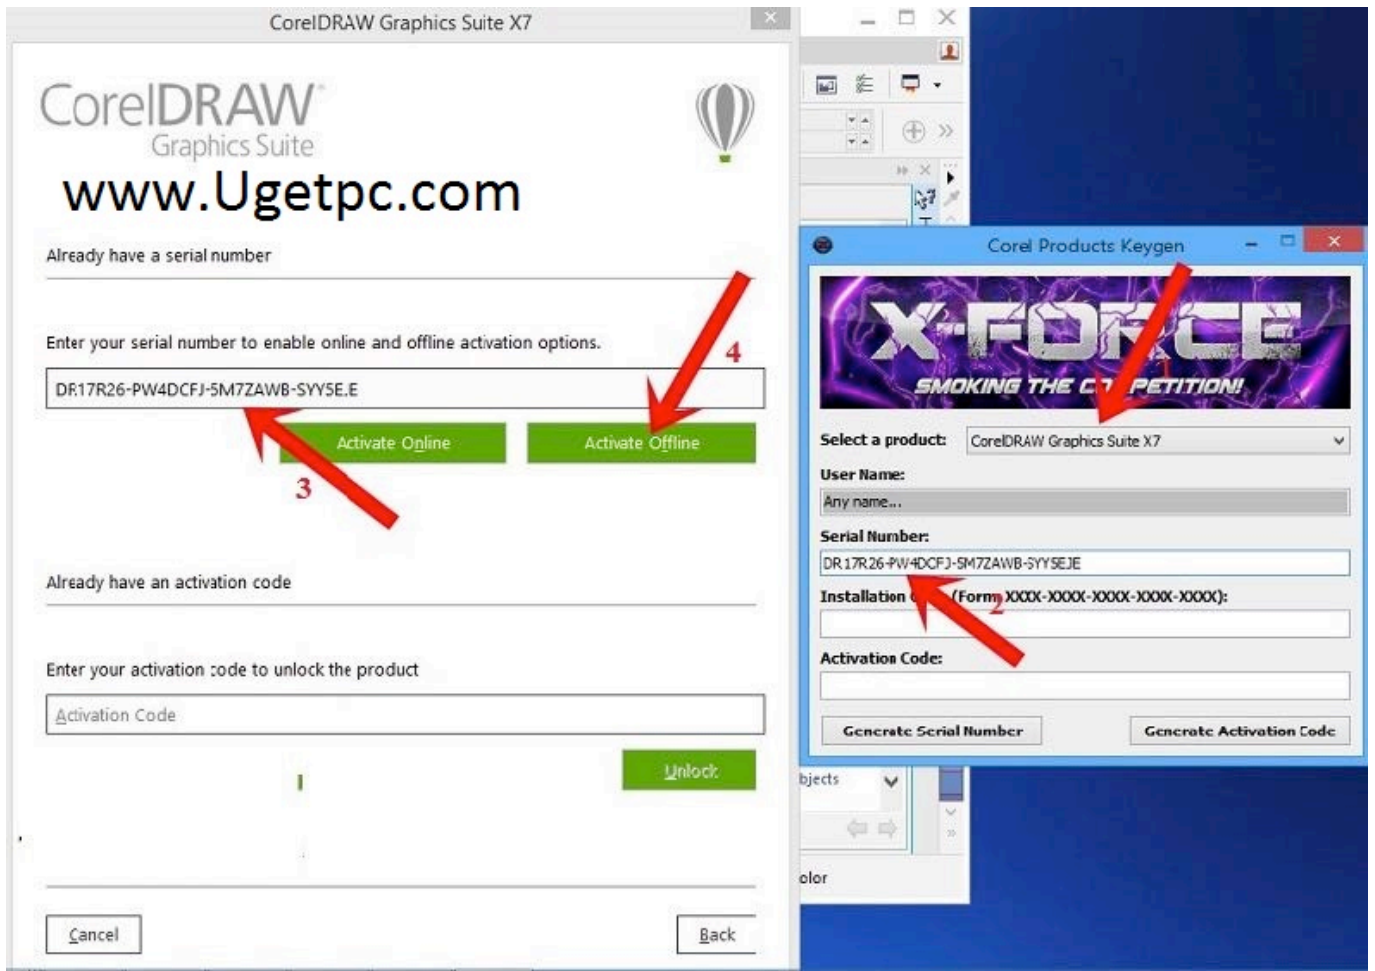 CorelDRAW Graphics Suite X7
CorelDRAW
Graphics Suite
www.Ugetpc.com
Already have a serial number
Enter your serial number to enable online and offline activation options.
4
DR17R26-PW4DCFJ-5M7ZAWB-SYY5EJE
Activate Online
Activate Offline
3
Already have an activation code
Enter your activation code to unlock the product
Activation Code
Unlock
Cancel
Back
Corel Products Keygen
X-FORCE
1
SMOKING THE COMPETITION!
Select a product:
CorelDRAW Graphics Suite X7
User Name:
Any name...
Serial Number:
DR17R26-PW4DCFJ-5M7ZAWB-SYY5EJE
Installation
XXXX-XXXX-XXXX-XXXX-XXXX):
2
Activation Code:
Generate Serial Number
Generate Activation Code
bjects
olor